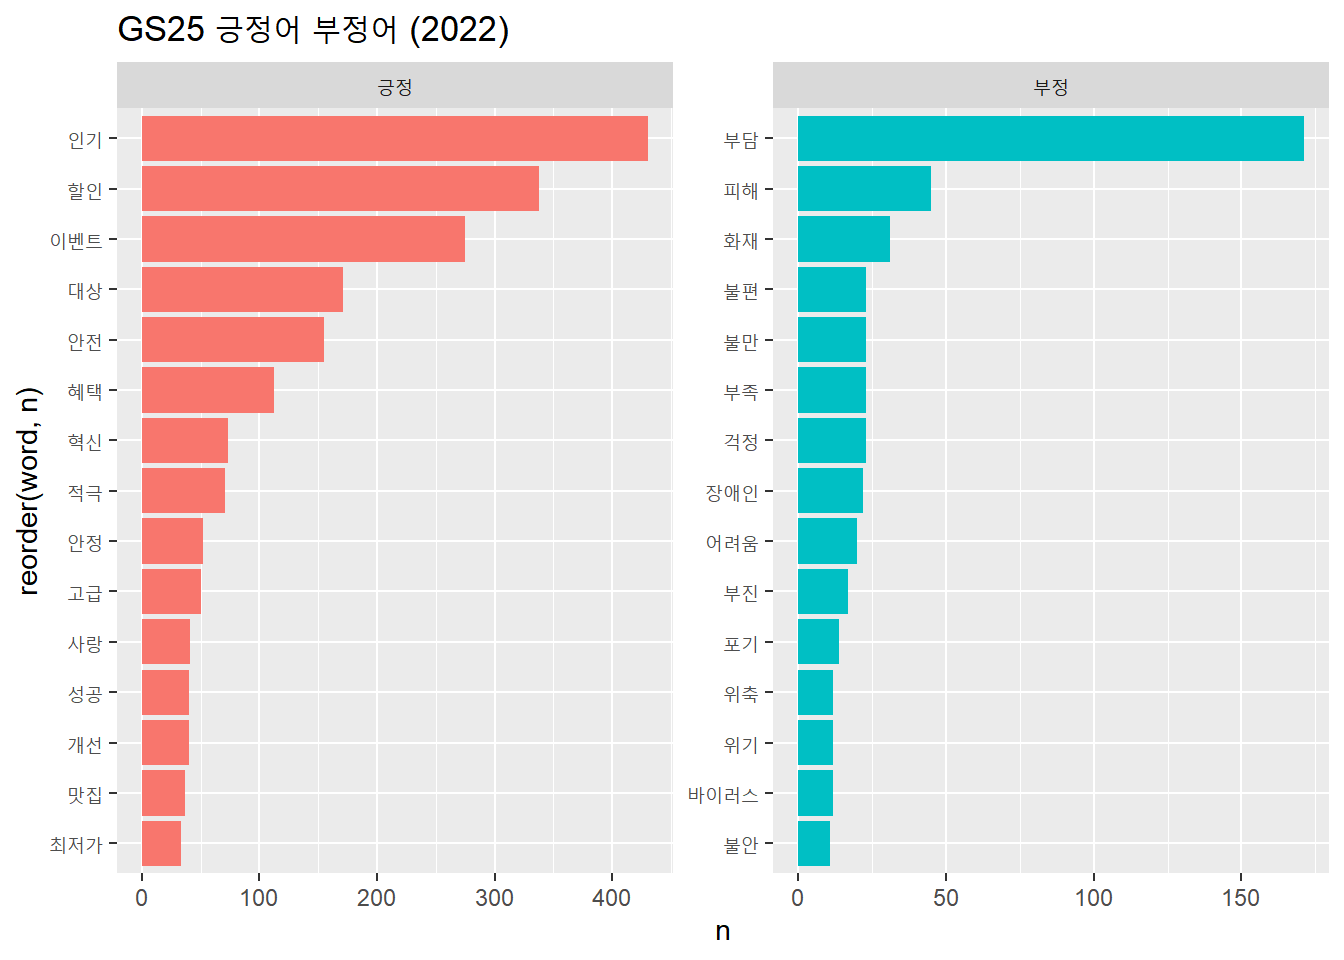 GS25 긍정어 부정어 (2022)
긍정
부정
reorder(word, n)
인기
할인
이벤트
대상
안전
혜택
혁신
적극
안정
고급
사랑
성공
개선
맛집
최저가
0 100 200 300 400
부담
피해
화재
불편
불만
부족
걱정
장애인
어려움
부진
포기
위축
위기
바이러스
불안
0 50 100 150
n